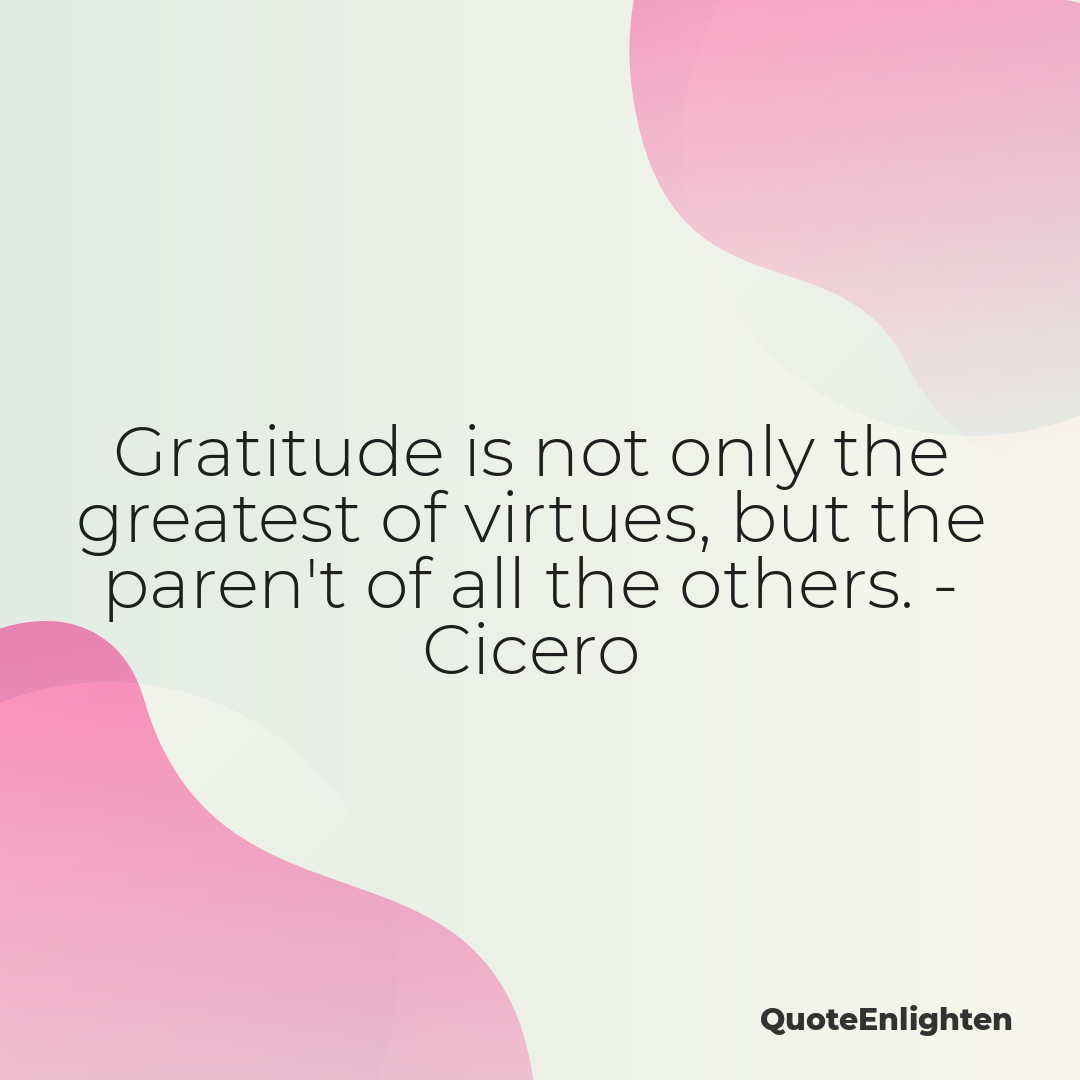 Gratitude is not only the
greatest of virtues, but the
paren't of all the others. -
Cicero
QuoteEnlighten